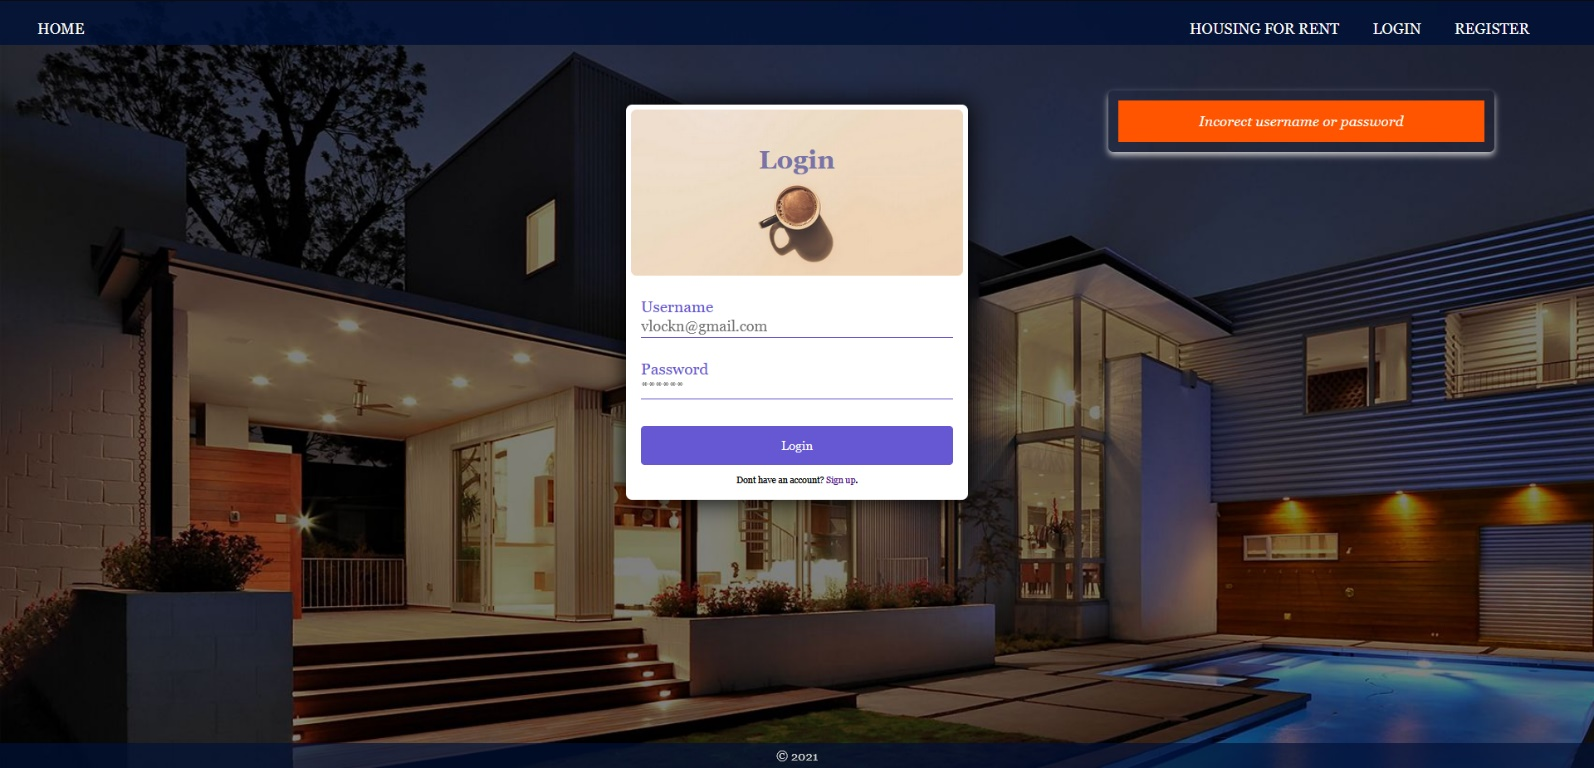 HOME
HOUSING FOR RENT
LOGIN
REGISTER
Incorect username or password
Login
Username
vlockn@gmail.com
Password
******
Login
Dont have an account? Sign up.
© 2021